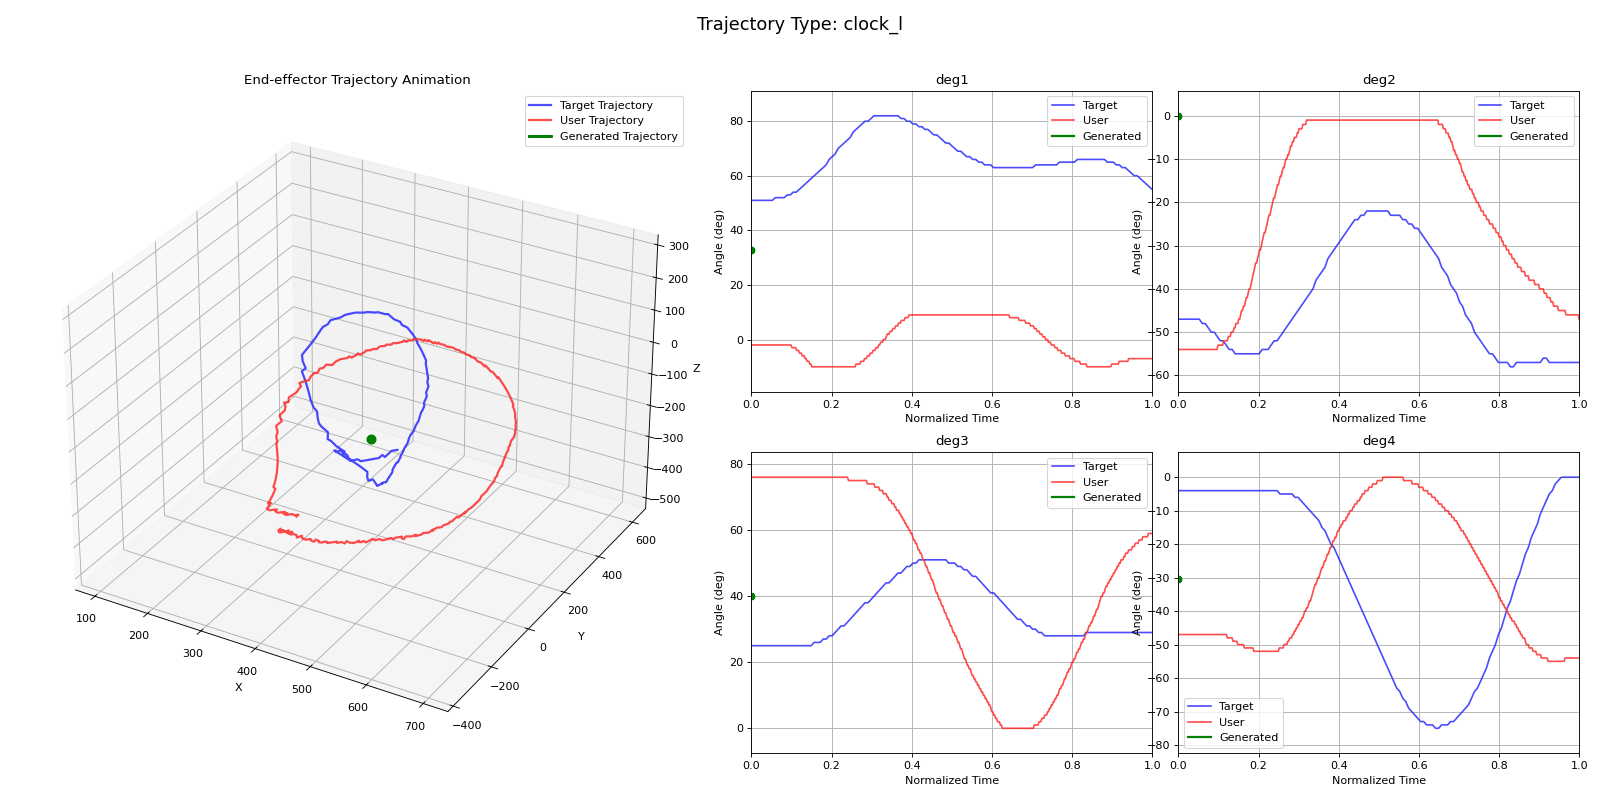 Trajectory Type: clock_l
End-effector Trajectory Animation
Target Trajectory
User Trajectory
Generated Trajectory
300
200
100
0
−100
−200
−300
−400
−500
Z
600
400
200
0
−200
−400
Y
100
200
300
400
500
600
700
X
deg1
Target
User
Generated
80
60
40
20
0
Angle (deg)
0.0 0.2 0.4 0.6 0.8 1.0
Normalized Time
deg2
Target
User
Generated
0
−10
−20
−30
−40
−50
−60
Angle (deg)
0.0 0.2 0.4 0.6 0.8 1.0
Normalized Time
deg3
Target
User
Generated
80
60
40
20
0
Angle (deg)
0.0 0.2 0.4 0.6 0.8 1.0
Normalized Time
deg4
0
−10
−20
−30
−40
−50
−60
−70
−80
Angle (deg)
Target
User
Generated
0.0 0.2 0.4 0.6 0.8 1.0
Normalized Time